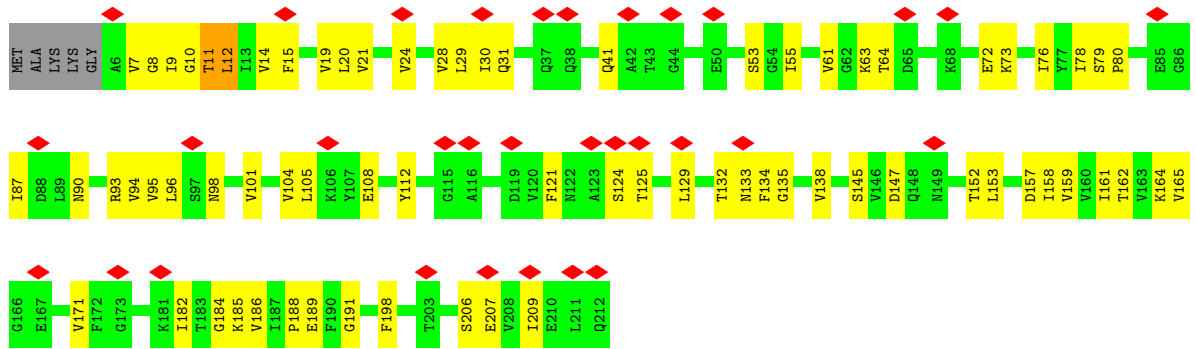 MET ALA LYS LYS GLY A6 V7 G8 I9 G10 T11 L12 I13 V14 F15 V19 L20 V21 V24 V28 L29 I30 Q31 Q37 Q38 Q41 A42 T43 G44 E50 S53 G54 I55 V61 G62 K63 T64 D65 K68 E72 K73 I76 Y77 I78 S79 P80 E85 G86
I87 D88 L89 N90 R93 V94 V95 L96 S97 N98 V101 V104 L105 K106 Y107 E108 Y112 G115 A116 D119 V120 F121 N122 A123 S124 T125 L129 T132 N133 F134 G135 V138 S145 V146 D147 Q148 N149 T152 L153 D157 I158 V159 V160 I161 T162 V163 K164 V165
G166 E167 V171 F172 G173 K181 I182 T183 G184 K185 V186 I187 P188 E189 F190 G191 F198 T203 S206 E207 V208 I209 E210 L211 Q212